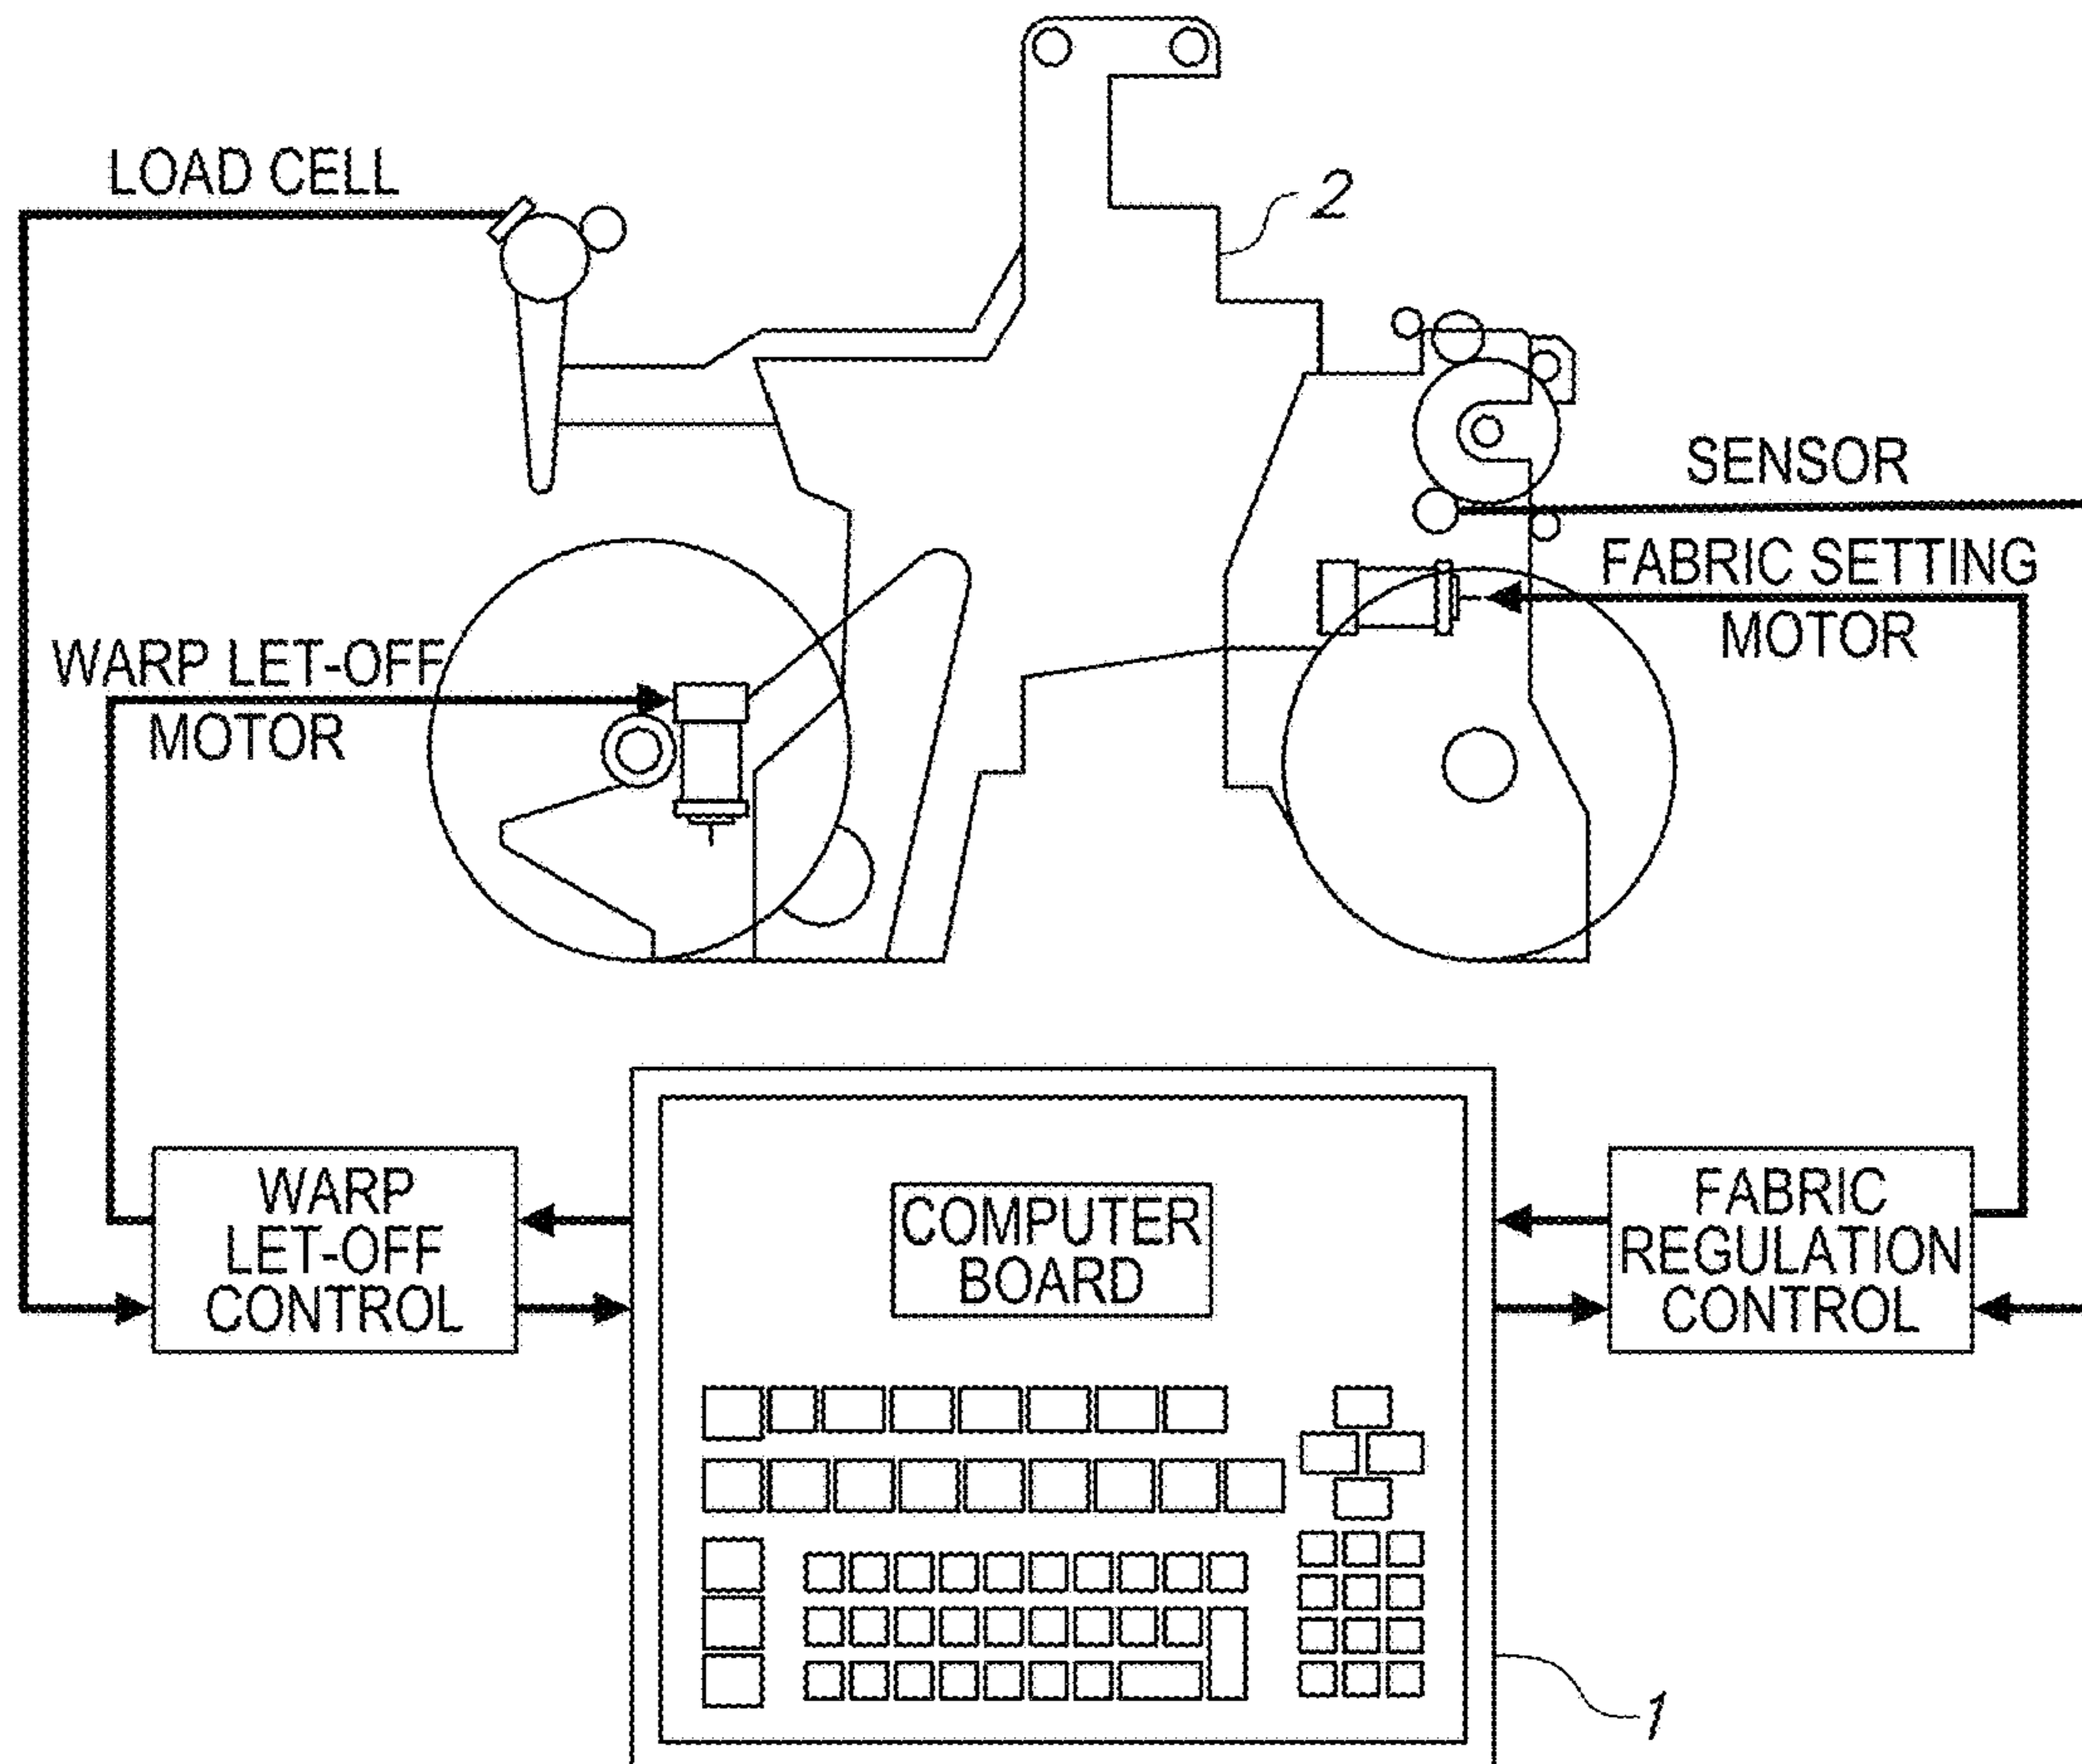 LOAD CELL
2
SENSOR
FABRIC SETTING
MOTOR
WARP LET-OFF
MOTOR
WARP
LET-OFF
CONTROL
COMPUTER
BOARD
FABRIC
REGULATION
CONTROL
1